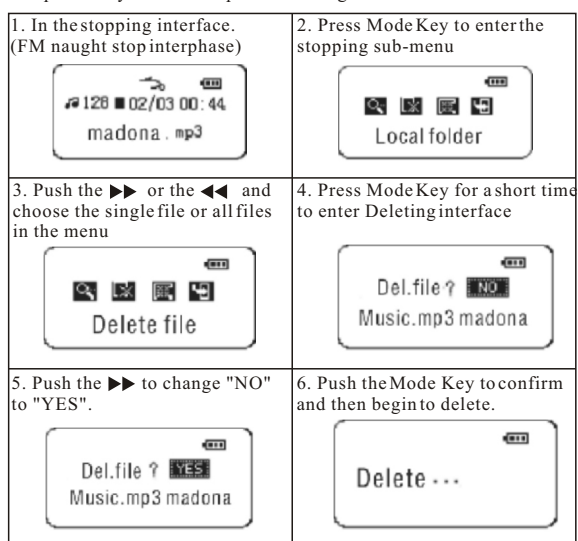 1. In the stopping interface.
(FM naught stop interphase)
128 02/03 00:44
madona . mp3
2. Press Mode Key to enter the
stopping sub-menu
Local folder
3. Push the ▶▶ or the ◀◀ and
choose the single file or all files
in the menu
Delete file
4. Press Mode Key for a short time
to enter Deleting interface
Del.file ? NO
Music.mp3 madona
5. Push the ▶▶ to change "NO"
to "YES".
Del.file ? YES
Music.mp3 madona
6. Push the Mode Key to confirm
and then begin to delete.
Delete ···